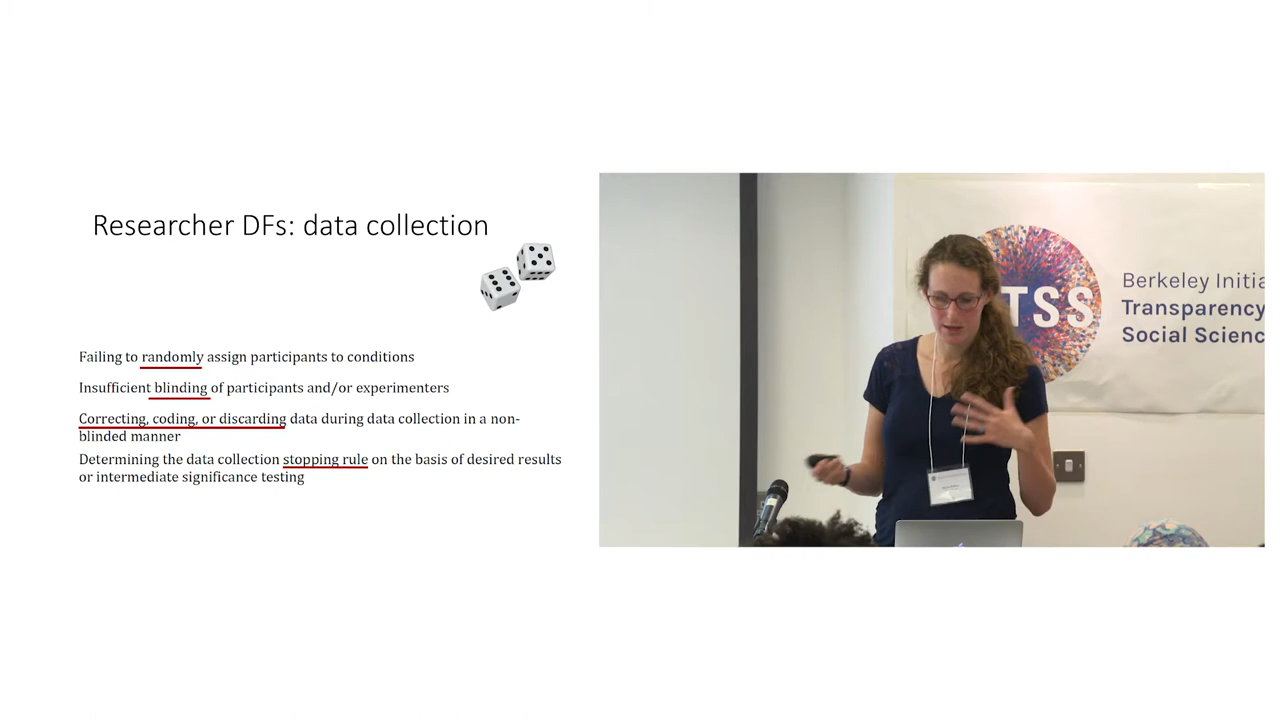 Researcher DFs: data collection
Failing to randomly assign participants to conditions
Insufficient blinding of participants and/or experimenters
Correcting, coding, or discarding data during data collection in a non-
blinded manner
Determining the data collection stopping rule on the basis of desired results
or intermediate significance testing
TSS
Berkeley Initia
Transparency
Social Scienc